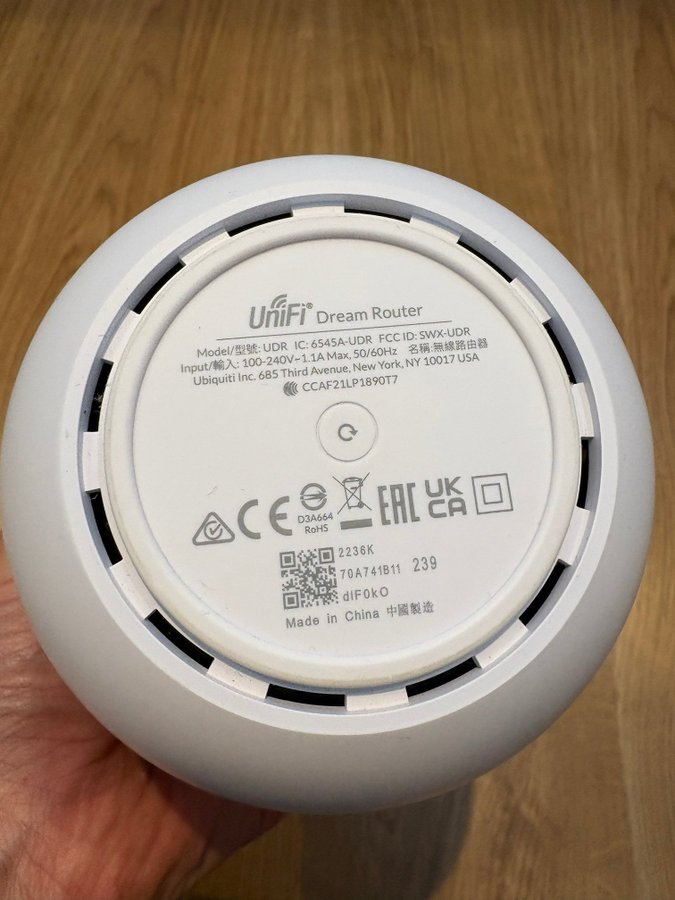 UniFi® Dream Router
Model/型號: UDR IC: 6545A-UDR FCC ID: SWX-UDR
Input/輸入: 100-240V~1.1A Max, 50/60Hz 名稱:無線路由器
Ubiquiti Inc. 685 Third Avenue, New York, NY 10017 USA
CCAF21LP1890T7
CE EAC UK
CA
D3A664
RoHS
2236K
70A741B11 239
dIF0kO
Made in China 中國製造